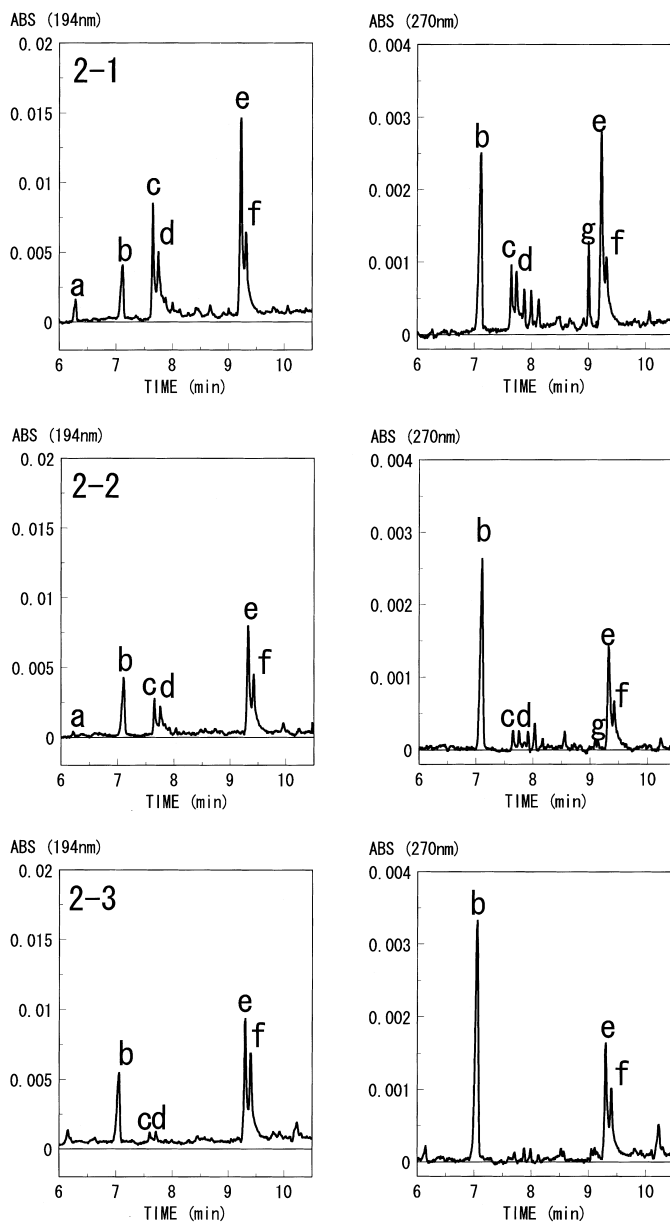 ABS (194nm)
0.02
2-1
0.015
e
0.01
c
f
d
0.005
b
a
0
6 7 8 9 10
TIME (min)
ABS (270nm)
0.004
0.003
e
b
0.002
g f
c d
0.001
0
6 7 8 9 10
TIME (min)
ABS (194nm)
0.02
2-2
0.015
0.01
e
b
f
0.005
c d
a
0
6 7 8 9 10
TIME (min)
ABS (270nm)
0.004
0.003
b
0.002
e
0.001
f
c d
g
0
6 7 8 9 10
TIME (min)
ABS (194nm)
0.02
2-3
0.015
0.01
e
f
b
0.005
c d
0
6 7 8 9 10
TIME (min)
ABS (270nm)
0.004
b
0.003
0.002
e
f
0.001
0
6 7 8 9 10
TIME (min)